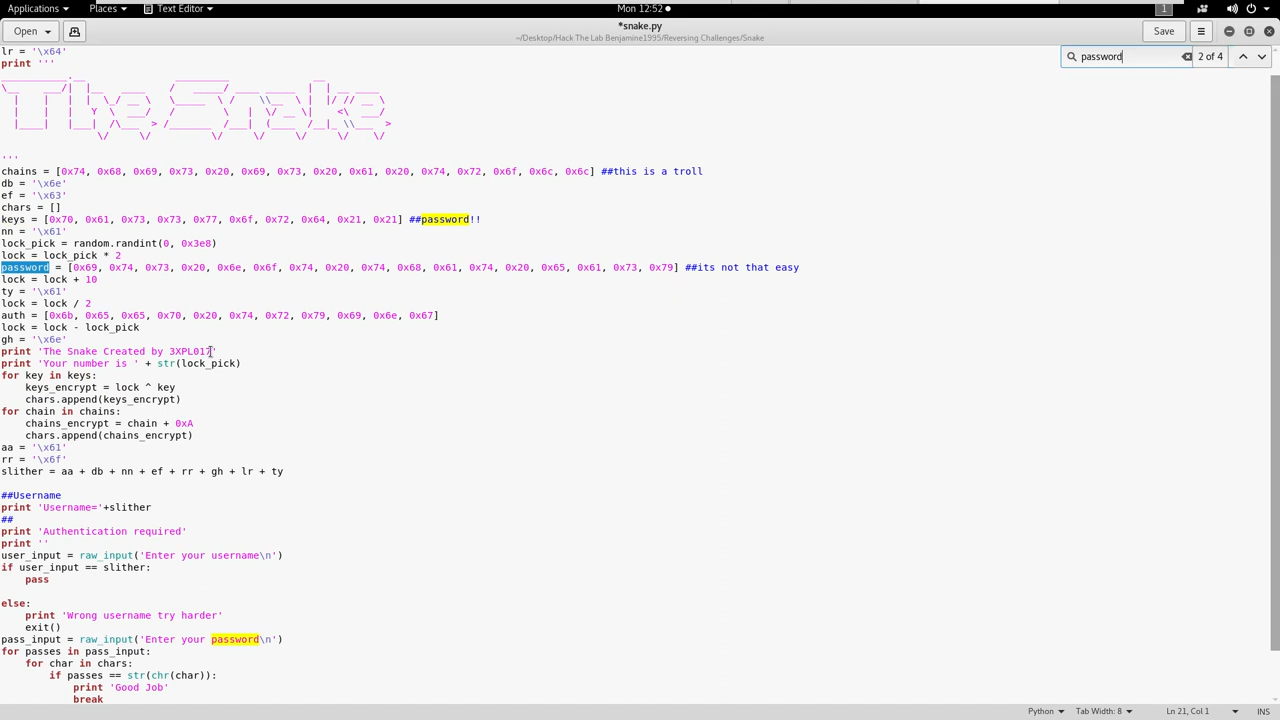 Applications Places Text Editor Mon 12:52 1
Open *snake.py Save
~/Desktop/Hack The Lab Benjamine1995/Reversing Challenges/Snake
password 2 of 4
lr = '\x64'
print '''
The Snake
'''
chains = [0x74, 0x68, 0x69, 0x73, 0x20, 0x69, 0x73, 0x20, 0x61, 0x20, 0x74, 0x72, 0x6f, 0x6c, 0x6c] ##this is a troll
db = '\x6e'
ef = '\x63'
chars = []
keys = [0x70, 0x61, 0x73, 0x73, 0x77, 0x6f, 0x72, 0x64, 0x21, 0x21] ##password!!
nn = '\x61'
lock_pick = random.randint(0, 0x3e8)
lock = lock_pick * 2
password = [0x69, 0x74, 0x73, 0x20, 0x6e, 0x6f, 0x74, 0x20, 0x74, 0x68, 0x61, 0x74, 0x20, 0x65, 0x61, 0x73, 0x79] ##its not that easy
lock = lock + 10
ty = '\x61'
lock = lock / 2
auth = [0x6b, 0x65, 0x65, 0x70, 0x20, 0x74, 0x72, 0x79, 0x69, 0x6e, 0x67]
lock = lock - lock_pick
gh = '\x6e'
print 'The Snake Created by 3XPL017'
print 'Your number is ' + str(lock_pick)
for key in keys:
    keys_encrypt = lock ^ key
    chars.append(keys_encrypt)
for chain in chains:
    chains_encrypt = chain + 0xA
    chars.append(chains_encrypt)
aa = '\x61'
rr = '\x6f'
slither = aa + db + nn + ef + rr + gh + lr + ty
##Username
print 'Username='+slither
##
print 'Authentication required'
print ''
user_input = raw_input('Enter your username\n')
if user_input == slither:
    pass
else:
    print 'Wrong username try harder'
    exit()
pass_input = raw_input('Enter your password\n')
for passes in pass_input:
    for char in chars:
        if passes == str(chr(char)):
            print 'Good Job'
            break
Python Tab Width: 8 Ln 21, Col 1 INS